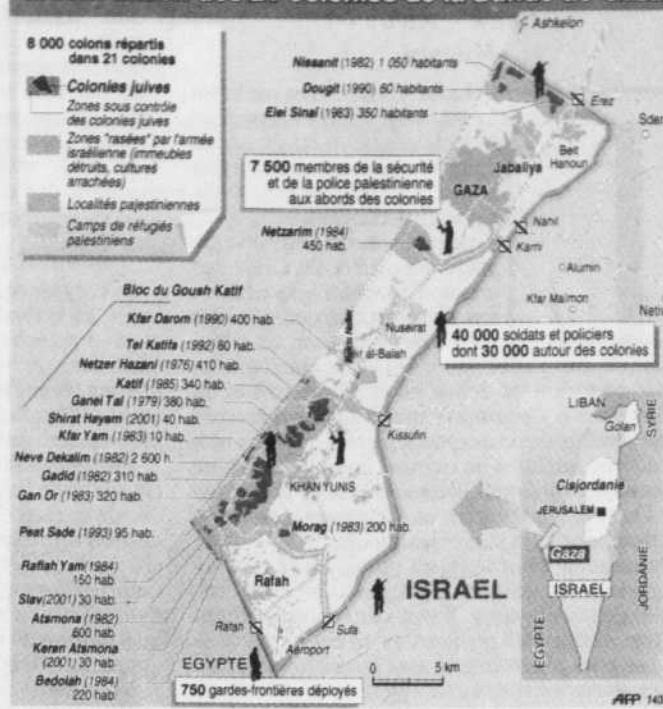 8 000 colons répartis
dans 21 colonies
Colonies juives
Zones sous contrôle
des colonies juives
Zones "rasées" par l'armée
israélienne (immeubles
détruits, cultures
arrachées)
Localités palestiniennes
Camps de réfugiés
palestiniens
Ashkelon
Nissanit (1982) 1 050 habitants
Dougit (1990) 60 habitants
Elei Sinaï (1983) 350 habitants
Erez
Beit
Hanoun
Jabaliya
GAZA
7 500 membres de la sécurité
et de la police palestinienne
aux abords des colonies
Netzarim (1984)
450 hab.
Nahil
Karni
Alumin
Kfar Maimon
Bloc du Goush Katif
Kfar Darom (1990) 400 hab.
Tel Katifa (1992) 60 hab.
Netzer Hazani (1976) 410 hab.
Katif (1985) 340 hab.
Ganei Tal (1979) 380 hab.
Shirat Hayam (2001) 40 hab.
Kfar Yam (1983) 10 hab.
Neve Dekalim (1982) 2 600 h.
Gadid (1982) 310 hab.
Gan Or (1983) 320 hab.
Peat Sade (1993) 95 hab.
Rafiah Yam (1984)
150 hab.
Slav (2001) 30 hab.
Atsmona (1982)
600 hab.
Keren Atsmona
(2001) 30 hab.
Bedolah (1984)
220 hab.
Nuseirat
al-Balah
40 000 soldats et policiers
dont 30 000 autour des colonies
Kissufin
KHAN YUNIS
Morag (1983) 200 hab.
Rafah
Rafah
Sufa
Aéroport
ISRAEL
EGYPTE
750 gardes-frontières déployés
0 5 km
LIBAN
Golan
SYRIE
Cisjordanie
JERUSALEM
Gaza
ISRAEL
EGYPTE
JORDANIE
AFP